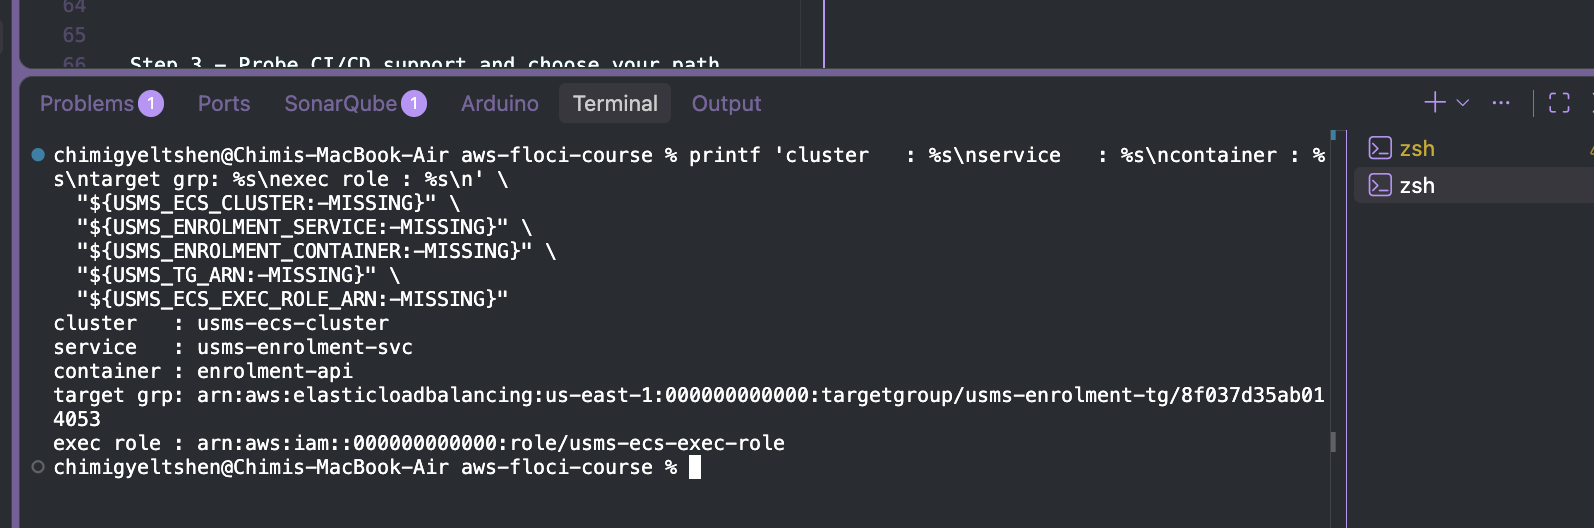 64
65
66 Step 3 - Probe CI/CD support and choose your path
Problems 1 Ports SonarQube 1 Arduino Terminal Output
chimigyeltshen@Chimis-MacBook-Air aws-floci-course % printf 'cluster   : %s\nservice   : %s\ncontainer : %
s\ntarget grp: %s\nexec role : %s\n' \
  "${USMS_ECS_CLUSTER:-MISSING}" \
  "${USMS_ENROLMENT_SERVICE:-MISSING}" \
  "${USMS_ENROLMENT_CONTAINER:-MISSING}" \
  "${USMS_TG_ARN:-MISSING}" \
  "${USMS_ECS_EXEC_ROLE_ARN:-MISSING}"
cluster   : usms-ecs-cluster
service   : usms-enrolment-svc
container : enrolment-api
target grp: arn:aws:elasticloadbalancing:us-east-1:000000000000:targetgroup/usms-enrolment-tg/8f037d35ab01
4053
exec role : arn:aws:iam::000000000000:role/usms-ecs-exec-role
chimigyeltshen@Chimis-MacBook-Air aws-floci-course %
zsh
zsh